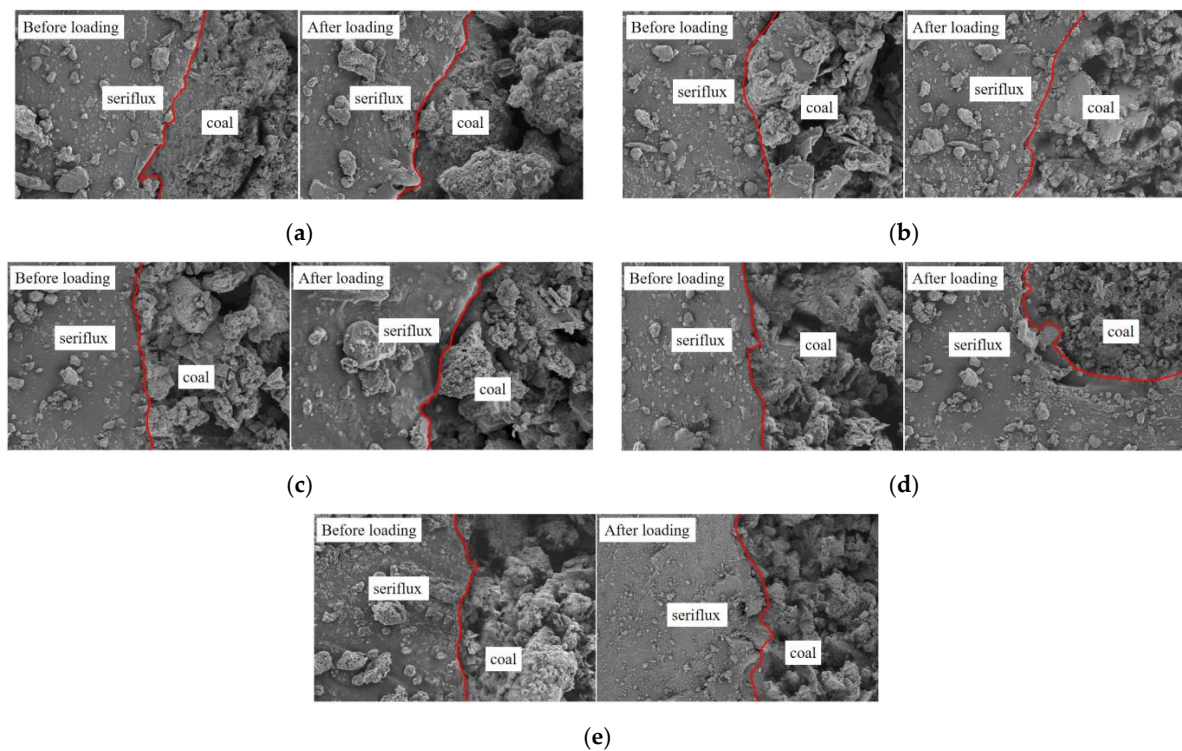 Before loading
seriflux
coal
After loading
seriflux
coal
(a)
Before loading
seriflux
coal
After loading
seriflux
coal
(b)
Before loading
seriflux
coal
After loading
seriflux
coal
(c)
Before loading
seriflux
coal
After loading
seriflux
coal
(d)
Before loading
seriflux
coal
After loading
seriflux
coal
(e)